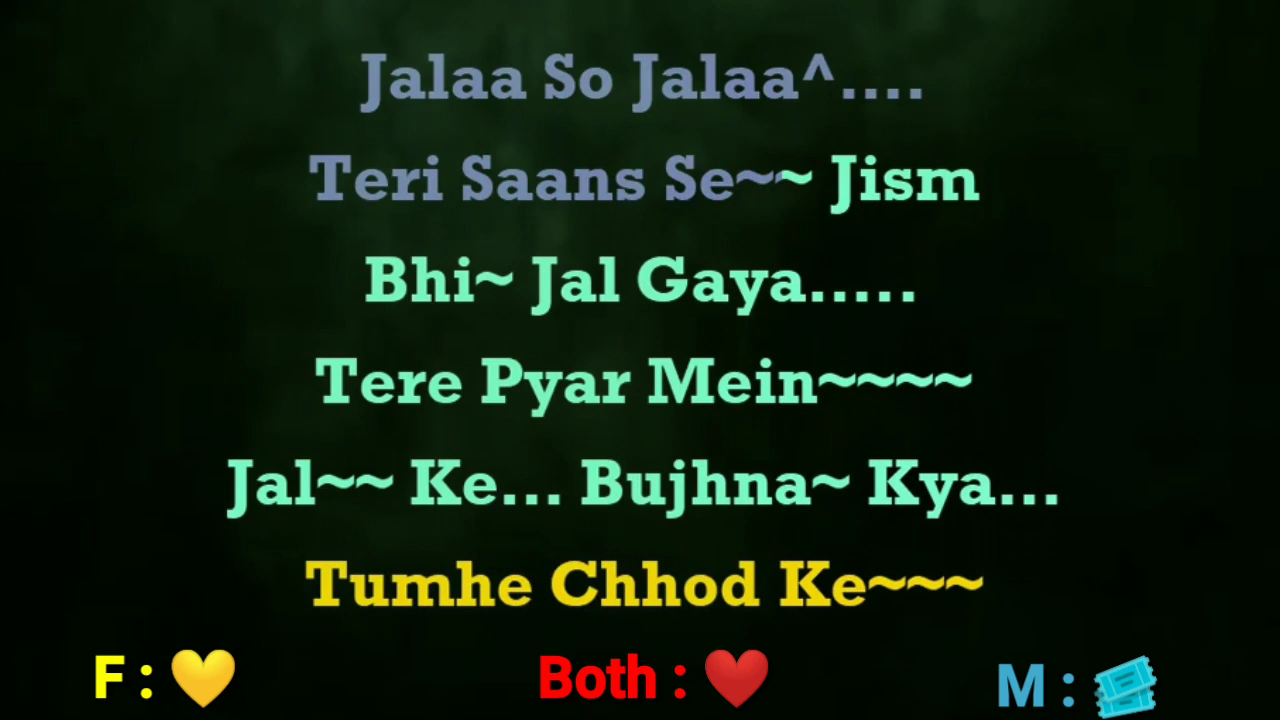 Jalaa So Jalaa^....
Teri Saans Se~~ Jism
Bhi~ Jal Gaya.....
Tere Pyar Mein~~~~
Jal~~ Ke... Bujhna~ Kya...
Tumhe Chhod Ke~~~
F : 💛 Both : ❤️ M : 🎟️